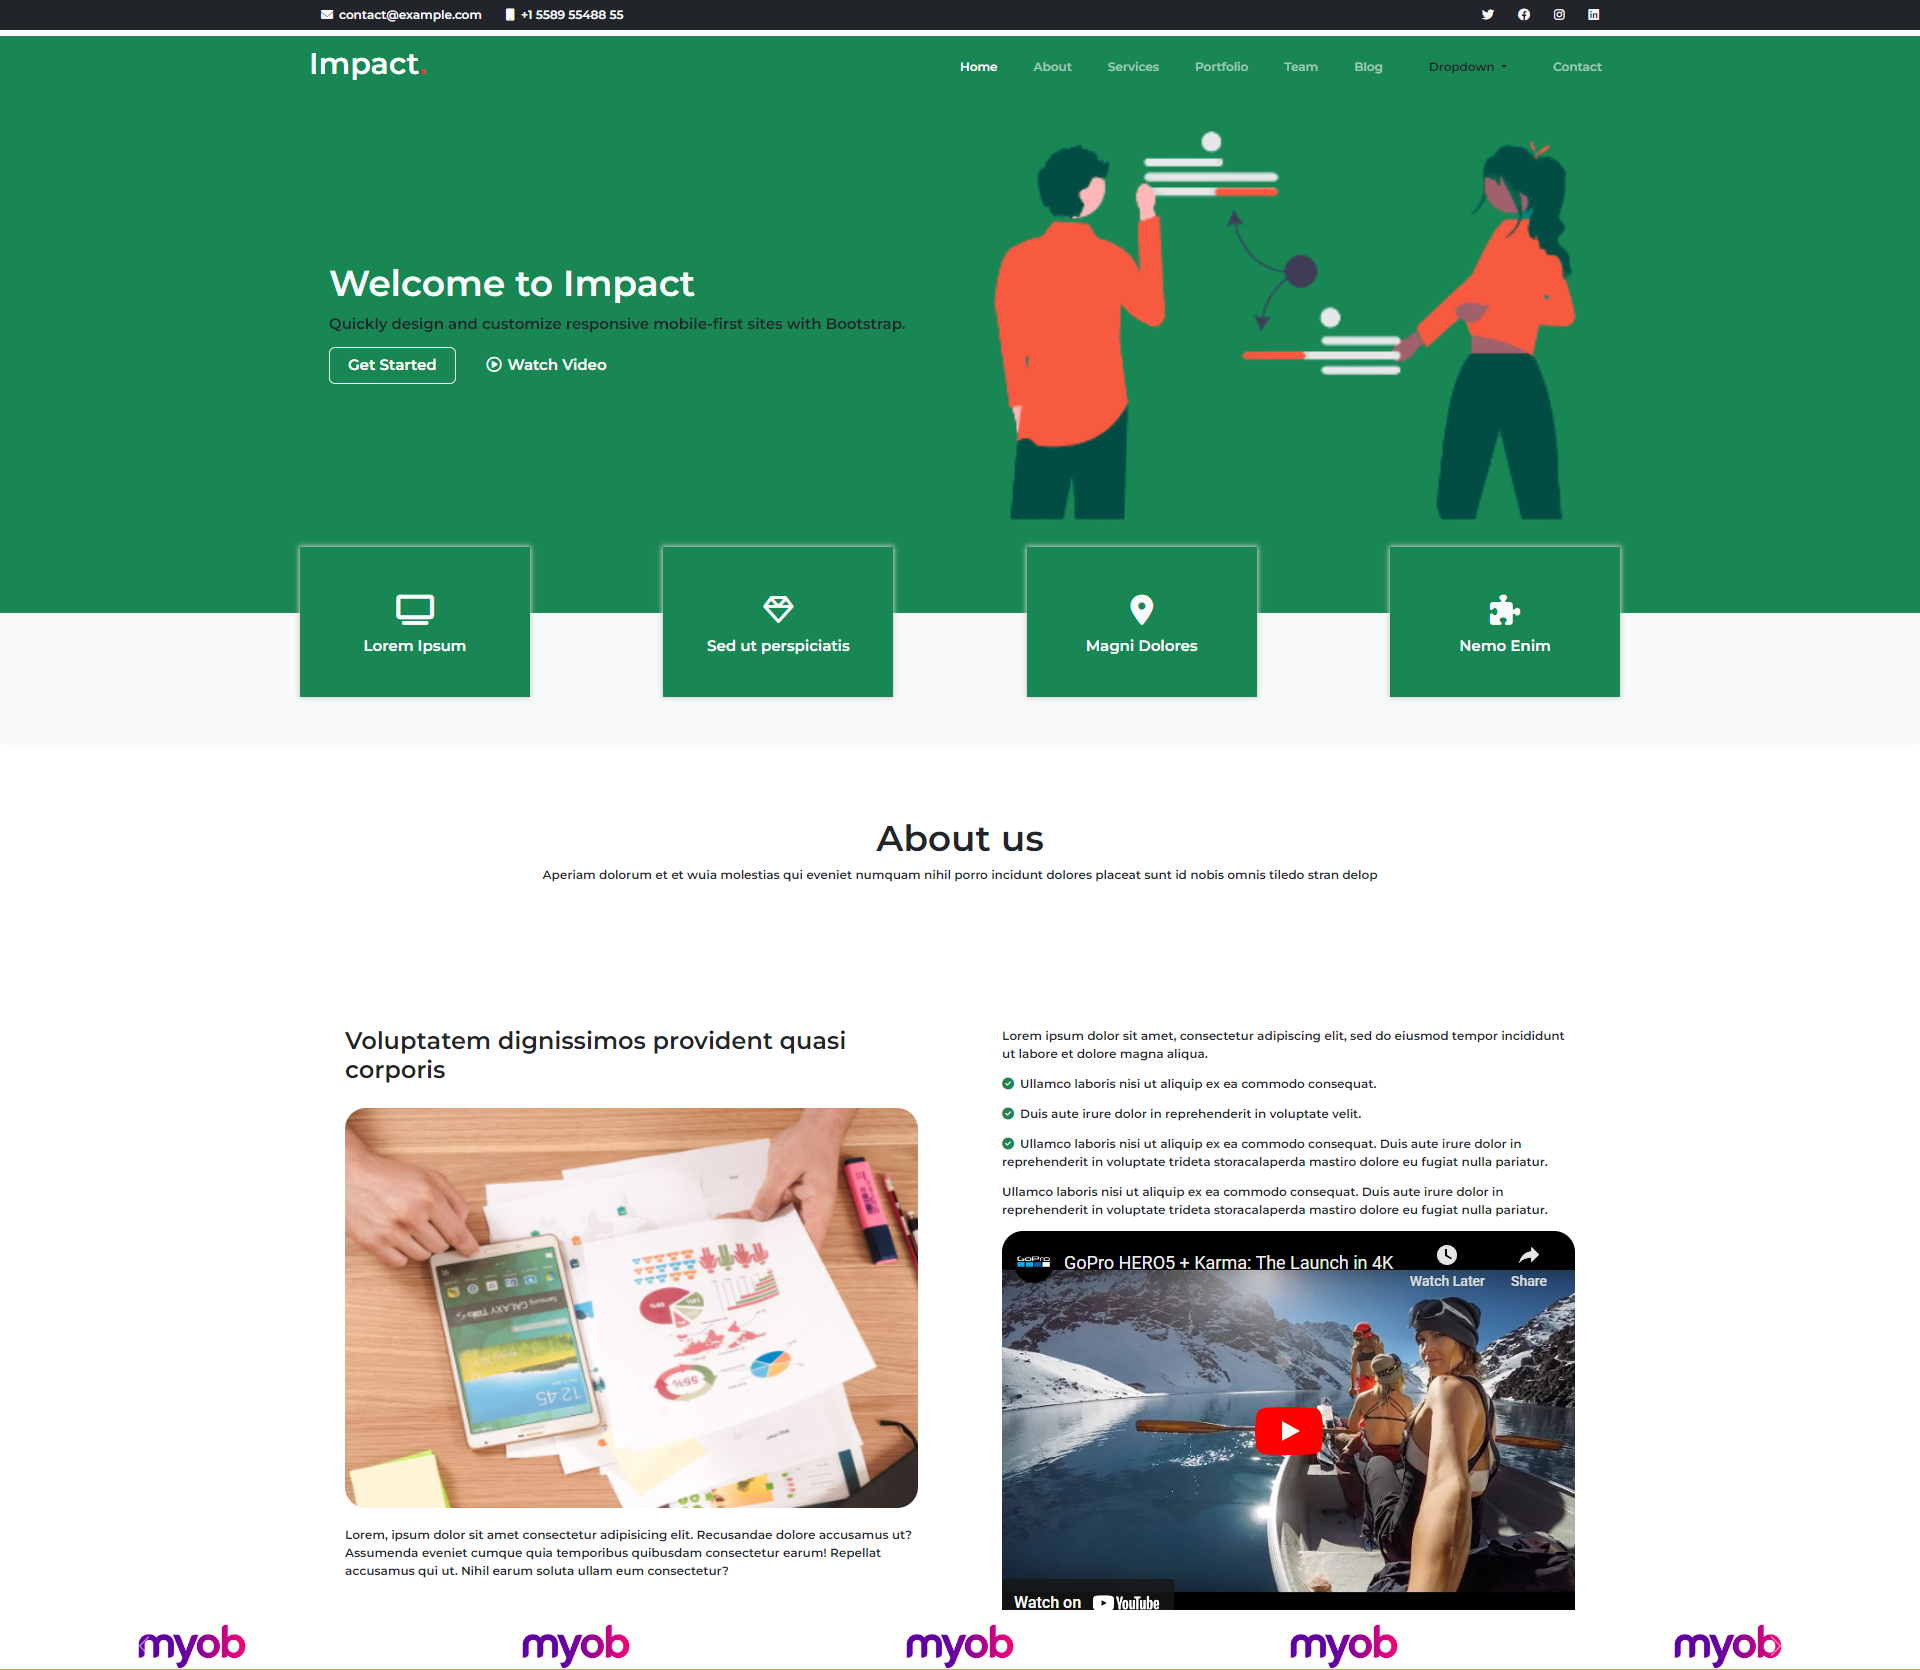 contact@example.com +1 5589 55488 55
Impact.
Home About Services Portfolio Team Blog Dropdown Contact
Welcome to Impact
Quickly design and customize responsive mobile-first sites with Bootstrap.
Get Started Watch Video
Lorem Ipsum
Sed ut perspiciatis
Magni Dolores
Nemo Enim
About us
Aperiam dolorum et et wuia molestias qui eveniet numquam nihil porro incidunt dolores placeat sunt id nobis omnis tiledo stran delop
Voluptatem dignissimos provident quasi
corporis
Samsung GALAXY Tab
12:45
55%
Lorem, ipsum dolor sit amet consectetur adipisicing elit. Recusandae dolore accusamus ut?
Assumenda eveniet cumque quia temporibus quibusdam consectetur earum! Repellat
accusamus qui ut. Nihil earum soluta ullam eum consectetur?
Lorem ipsum dolor sit amet, consectetur adipiscing elit, sed do eiusmod tempor incididunt
ut labore et dolore magna aliqua.
Ullamco laboris nisi ut aliquip ex ea commodo consequat.
Duis aute irure dolor in reprehenderit in voluptate velit.
Ullamco laboris nisi ut aliquip ex ea commodo consequat. Duis aute irure dolor in
reprehenderit in voluptate trideta storacalaperda mastiro dolore eu fugiat nulla pariatur.
Ullamco laboris nisi ut aliquip ex ea commodo consequat. Duis aute irure dolor in
reprehenderit in voluptate trideta storacalaperda mastiro dolore eu fugiat nulla pariatur.
GoPro GoPro HERO5 + Karma: The Launch in 4K
Watch Later Share
Watch on YouTube
myob myob myob myob myob